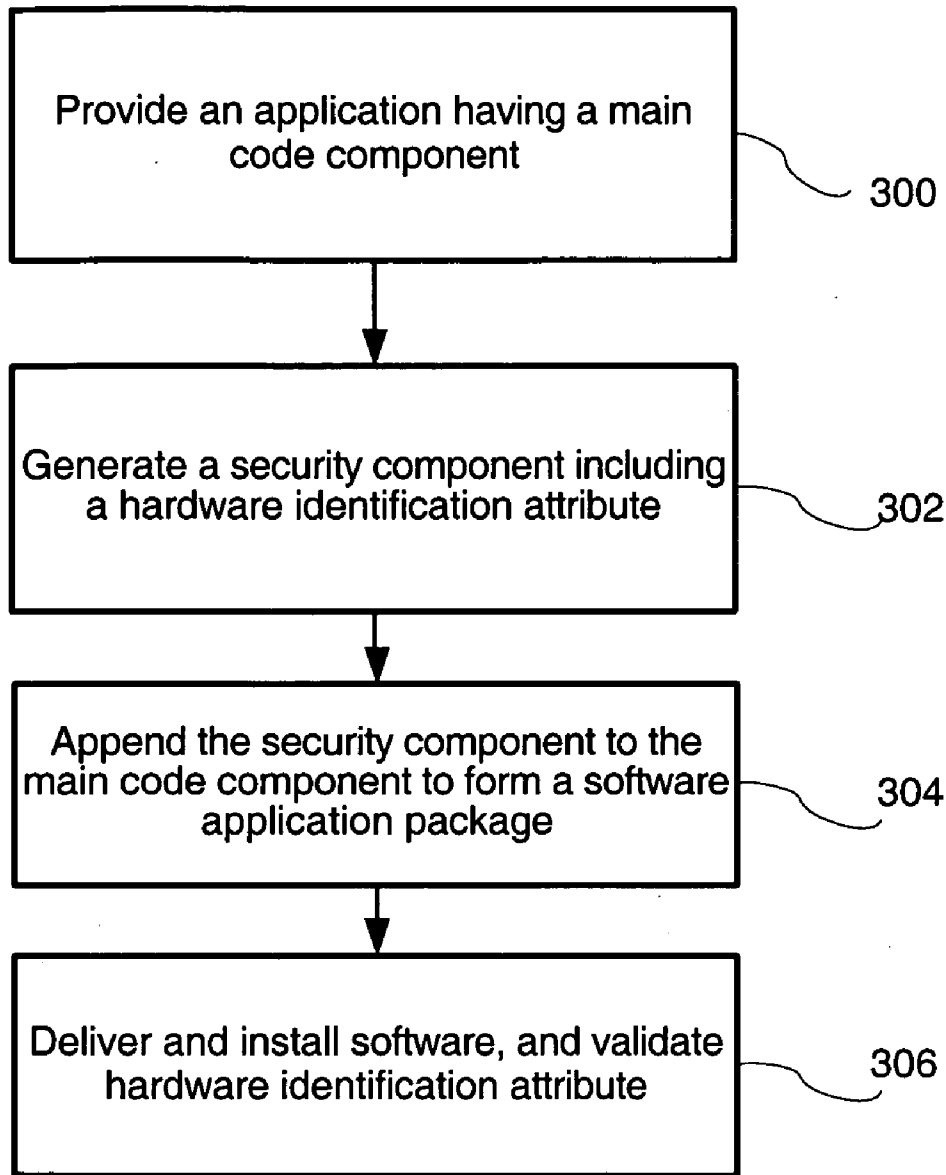 Provide an application having a main
code component
300
Generate a security component including
a hardware identification attribute
302
Append the security component to the
main code component to form a software
application package
304
Deliver and install software, and validate
hardware identification attribute
306